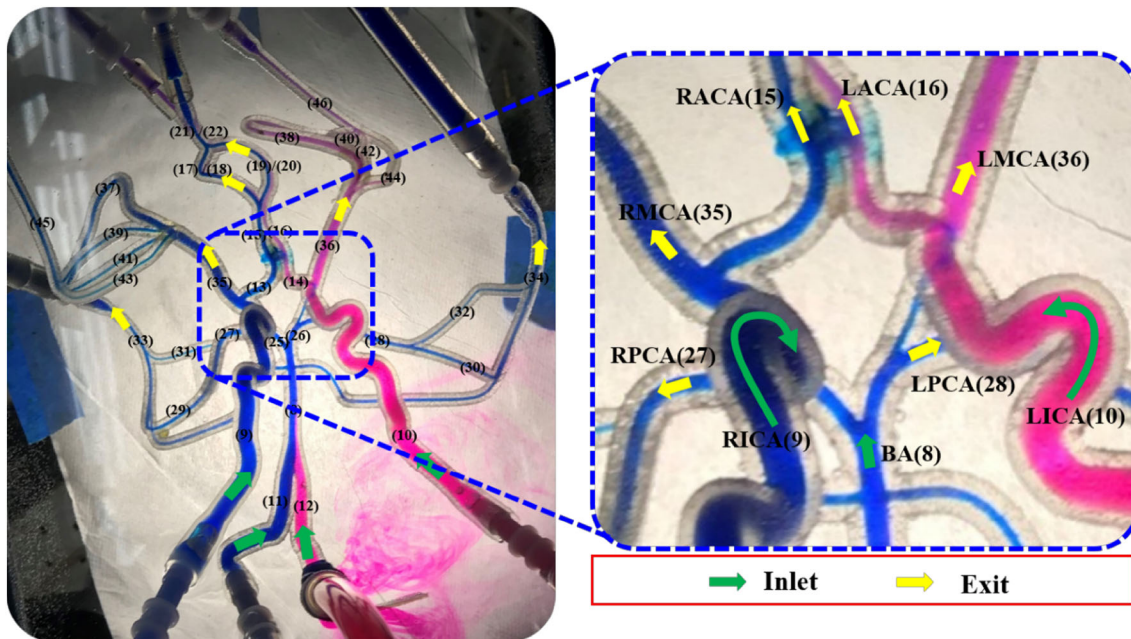 (46)
(38)
(40)
(42)
(44)
(21) /(22)
(19)/(20)
(17)/(18)
(37)
(45)
(39)
(41)
(43)
(16)
(36)
(35)
(13)
(14)
(34)
(32)
(33)
(31)
(27)
(25)
(26)
(28)
(30)
(29)
(9)
(10)
(11)
(12)
RACA(15)
LACA(16)
LMCA(36)
RMCA(35)
RPCA(27)
LPCA(28)
RICA(9)
LICA(10)
BA(8)
Inlet
Exit